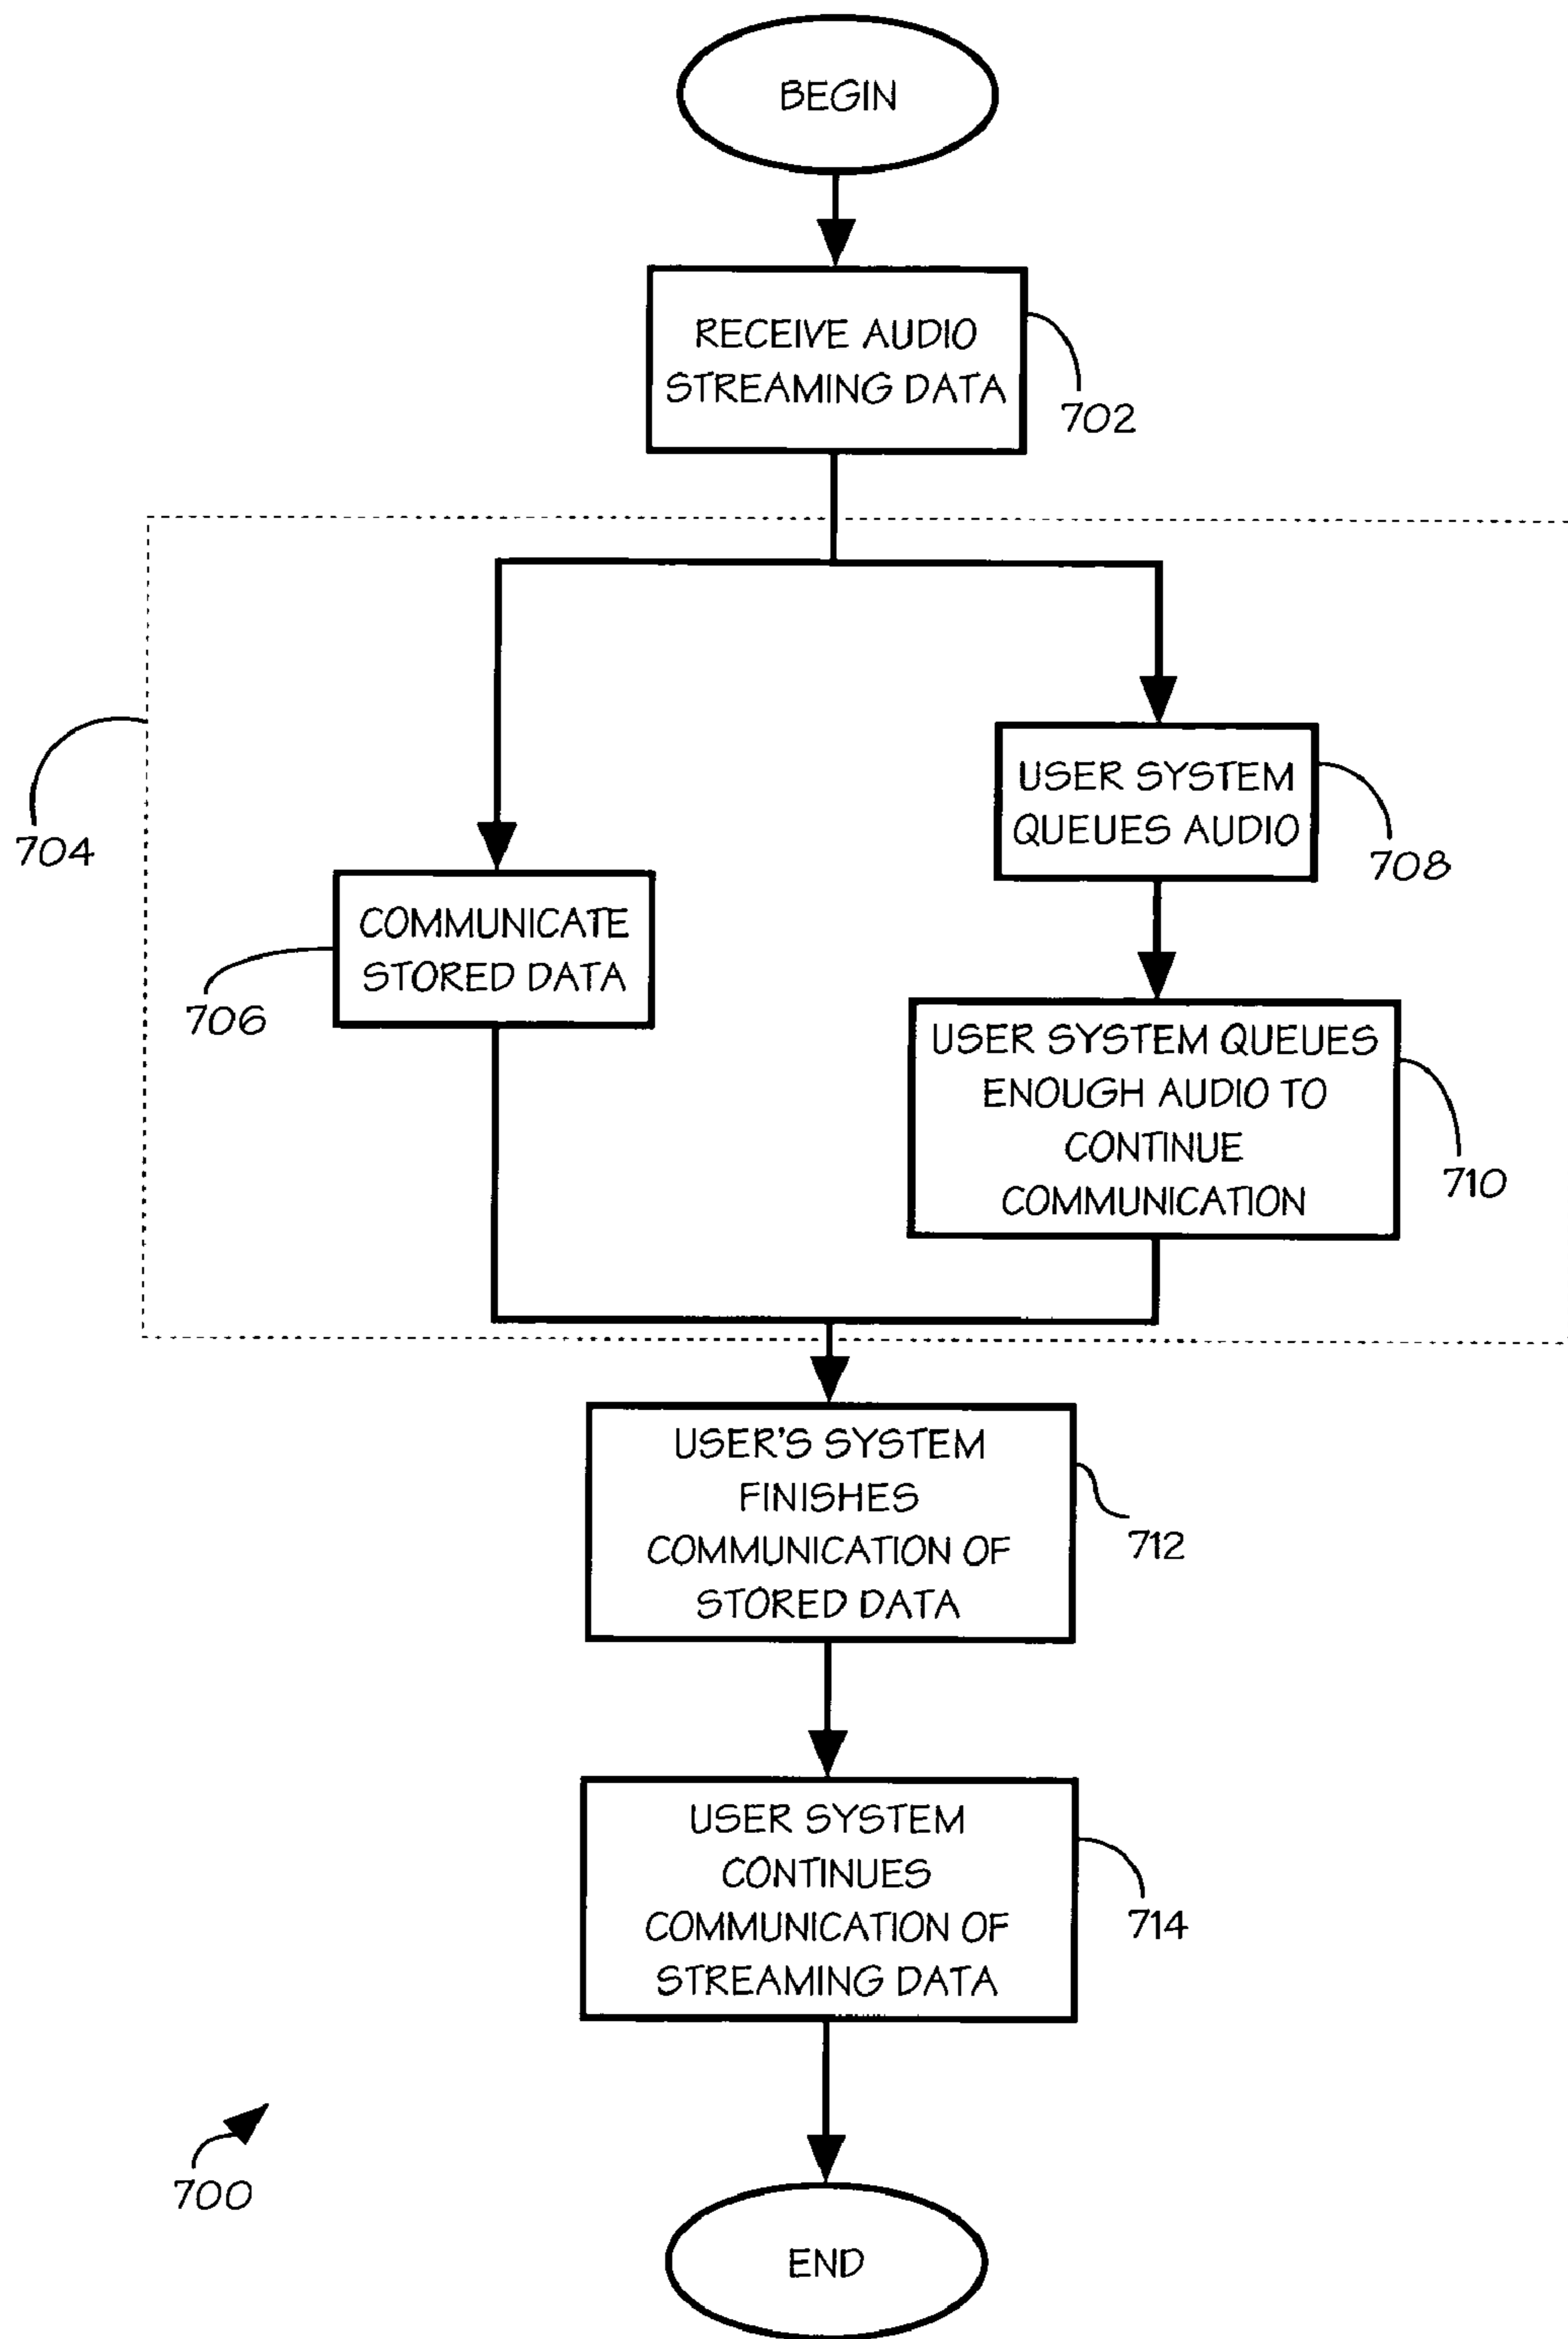 BEGIN
RECEIVE AUDIO
STREAMING DATA
702
704
USER SYSTEM
QUEUES AUDIO
708
COMMUNICATE
STORED DATA
706
USER SYSTEM QUEUES
ENOUGH AUDIO TO
CONTINUE
COMMUNICATION
710
USER'S SYSTEM
FINISHES
COMMUNICATION OF
STORED DATA
712
USER SYSTEM
CONTINUES
COMMUNICATION OF
STREAMING DATA
714
700
END